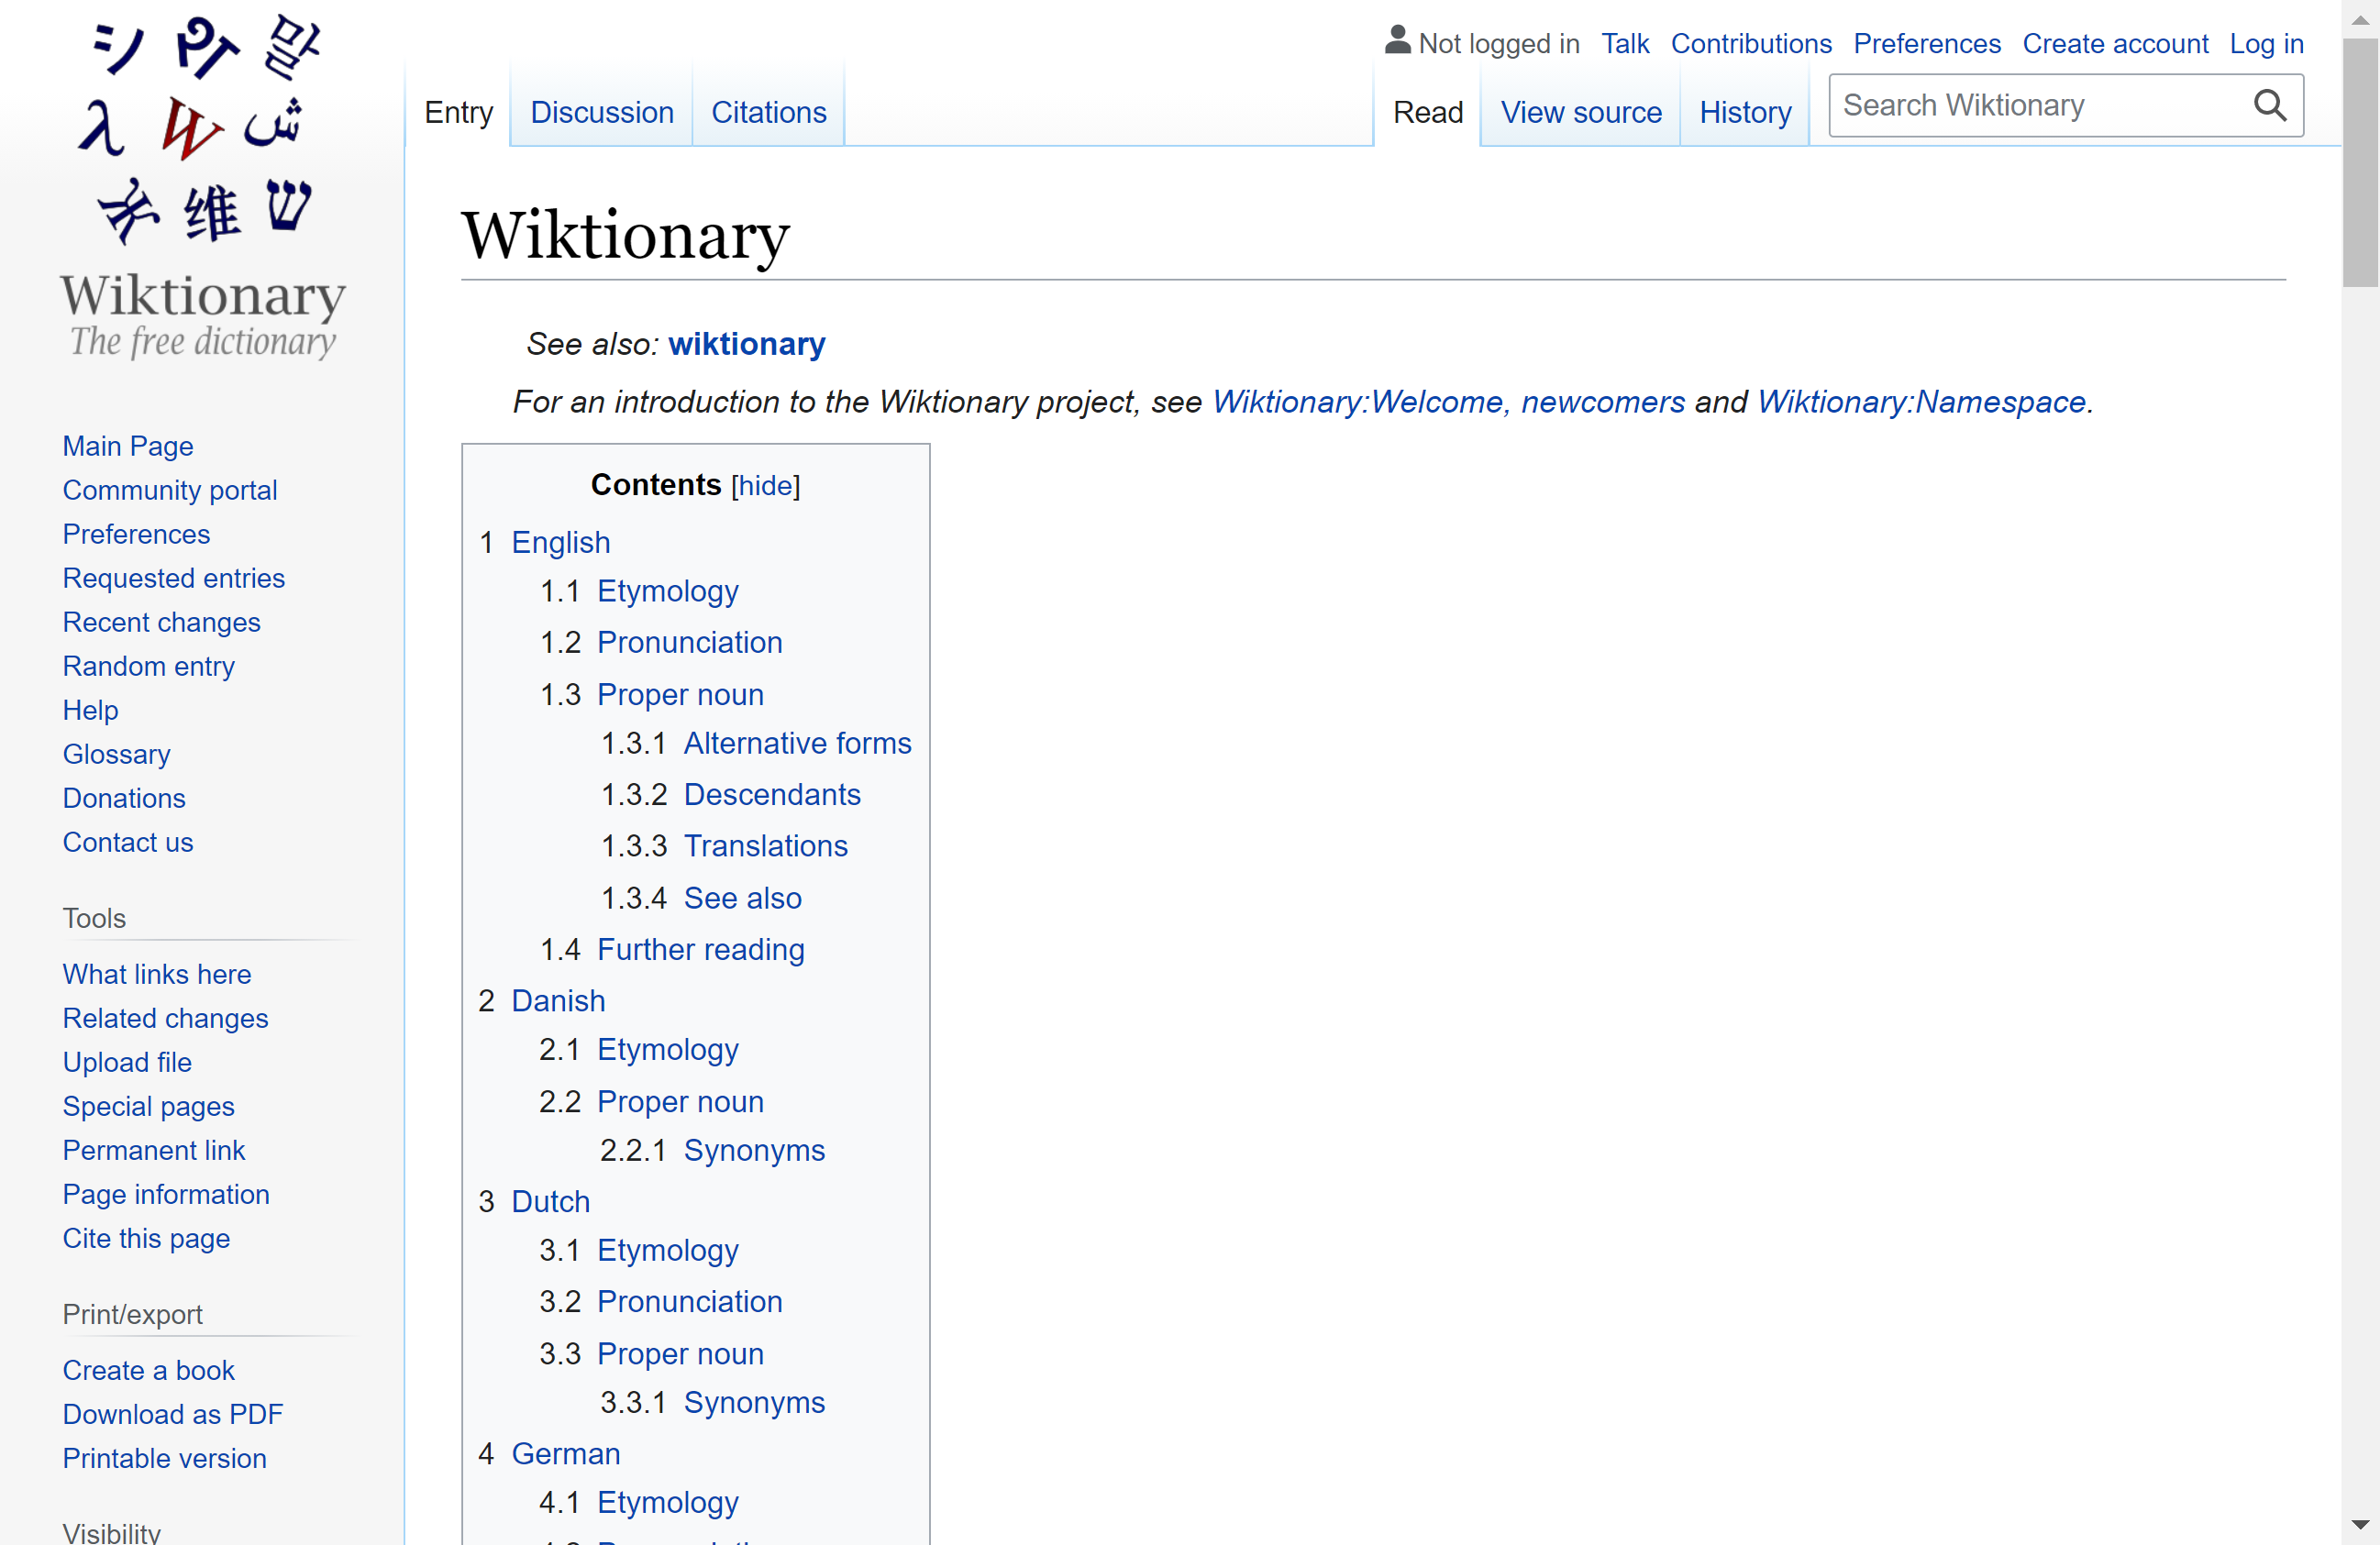 シ ຖ 말
λ W ش
维 ש
Wiktionary
The free dictionary
Not logged in Talk Contributions Preferences Create account Log in
Entry Discussion Citations Read View source History Search Wiktionary
Main Page
Community portal
Preferences
Requested entries
Recent changes
Random entry
Help
Glossary
Donations
Contact us
Tools
What links here
Related changes
Upload file
Special pages
Permanent link
Page information
Cite this page
Print/export
Create a book
Download as PDF
Printable version
Visibility
Wiktionary
See also: wiktionary
For an introduction to the Wiktionary project, see Wiktionary:Welcome, newcomers and Wiktionary:Namespace.
Contents [hide]
1 English
1.1 Etymology
1.2 Pronunciation
1.3 Proper noun
1.3.1 Alternative forms
1.3.2 Descendants
1.3.3 Translations
1.3.4 See also
1.4 Further reading
2 Danish
2.1 Etymology
2.2 Proper noun
2.2.1 Synonyms
3 Dutch
3.1 Etymology
3.2 Pronunciation
3.3 Proper noun
3.3.1 Synonyms
4 German
4.1 Etymology